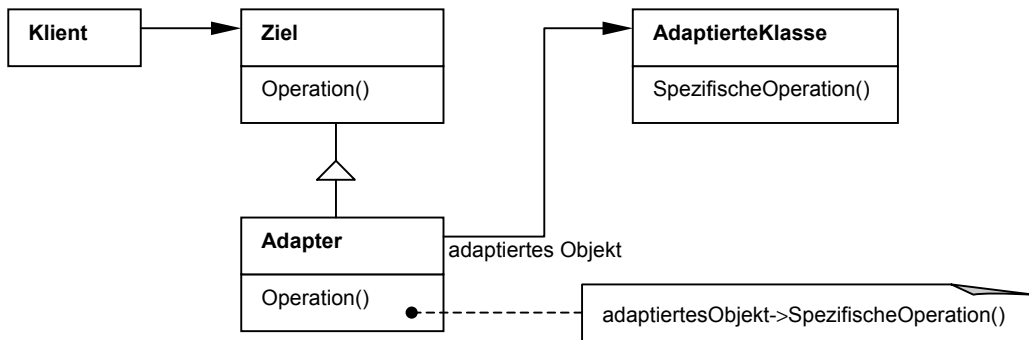 Klient
Ziel
AdaptierteKlasse
Operation()
SpezifischeOperation()
Adapter
adaptiertes Objekt
Operation()
adaptiertesObjekt->SpezifischeOperation()